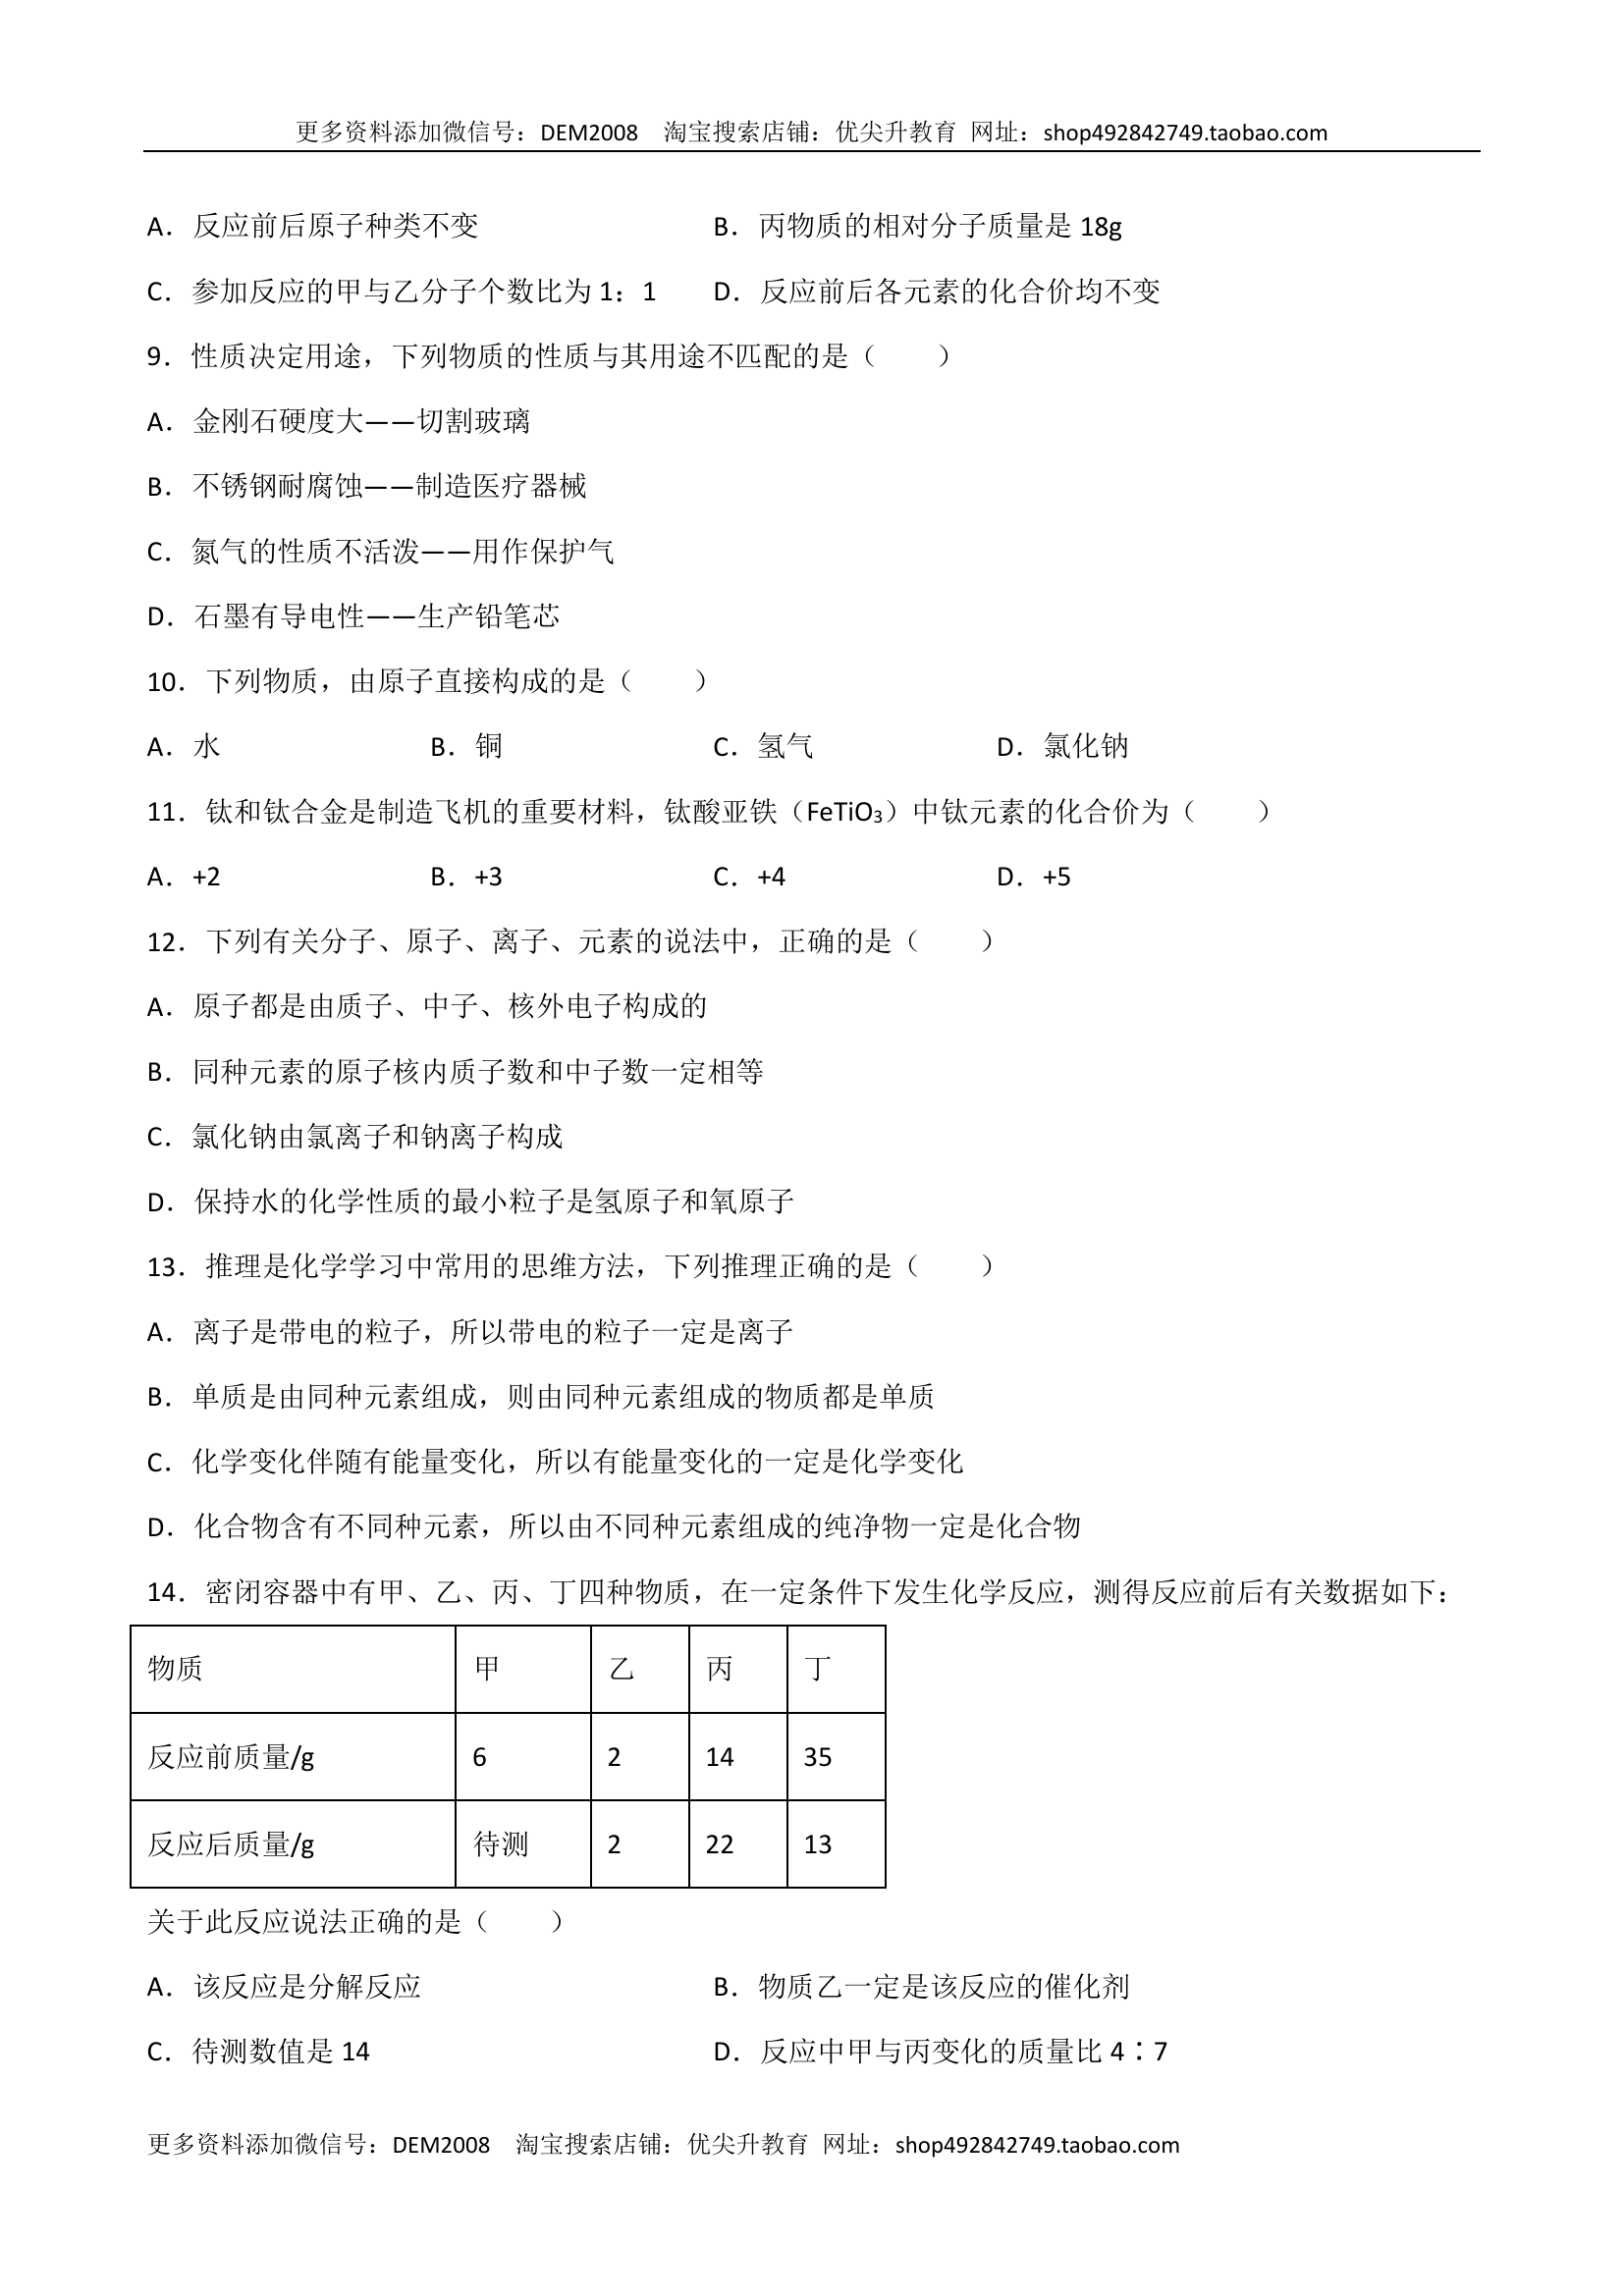 更多资料添加微信号：DEM2008  淘宝搜索店铺：优尖升教育 网址：shop492842749.taobao.com
A．反应前后原子种类不变 B．丙物质的相对分子质量是 18g
C．参加反应的甲与乙分子个数比为 1：1 D．反应前后各元素的化合价均不变
9．性质决定用途，下列物质的性质与其用途不匹配的是（  ）
A．金刚石硬度大——切割玻璃
B．不锈钢耐腐蚀——制造医疗器械
C．氮气的性质不活泼——用作保护气
D．石墨有导电性——生产铅笔芯
10．下列物质，由原子直接构成的是（  ）
A．水 B．铜 C．氢气 D．氯化钠
11．钛和钛合金是制造飞机的重要材料，钛酸亚铁（FeTiO₃）中钛元素的化合价为（  ）
A．+2 B．+3 C．+4 D．+5
12．下列有关分子、原子、离子、元素的说法中，正确的是（  ）
A．原子都是由质子、中子、核外电子构成的
B．同种元素的原子核内质子数和中子数一定相等
C．氯化钠由氯离子和钠离子构成
D．保持水的化学性质的最小粒子是氢原子和氧原子
13．推理是化学学习中常用的思维方法，下列推理正确的是（  ）
A．离子是带电的粒子，所以带电的粒子一定是离子
B．单质是由同种元素组成，则由同种元素组成的物质都是单质
C．化学变化伴随有能量变化，所以有能量变化的一定是化学变化
D．化合物含有不同种元素，所以由不同种元素组成的纯净物一定是化合物
14．密闭容器中有甲、乙、丙、丁四种物质，在一定条件下发生化学反应，测得反应前后有关数据如下：
物质 甲 乙 丙 丁
反应前质量/g 6 2 14 35
反应后质量/g 待测 2 22 13
关于此反应说法正确的是（  ）
A．该反应是分解反应 B．物质乙一定是该反应的催化剂
C．待测数值是 14 D．反应中甲与丙变化的质量比 4∶7
更多资料添加微信号：DEM2008  淘宝搜索店铺：优尖升教育 网址：shop492842749.taobao.com